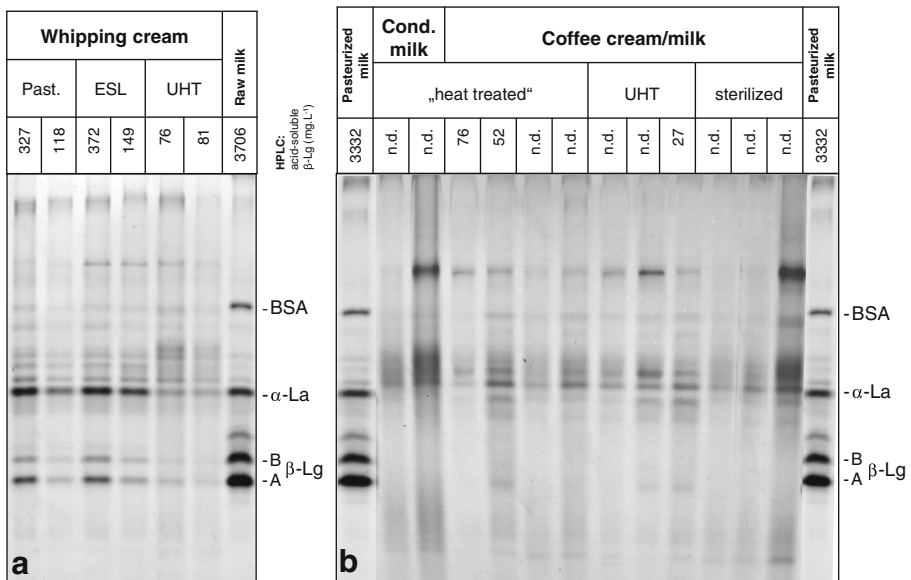 Whipping cream
Raw milk
Past. ESL UHT
327 118 372 149 76 81 3706
HPLC:
acid-soluble
β-Lg (mg.L-1)
-BSA
-α-La
-B
β-Lg
-A
a
Pasteurized
milk
Cond.
milk
Coffee cream/milk
Pasteurized
milk
„heat treated“ UHT sterilized
3332 n.d. n.d. 76 52 n.d. n.d. n.d. n.d. 27 n.d. n.d. n.d. 3332
-BSA
-α-La
-B
β-Lg
-A
b